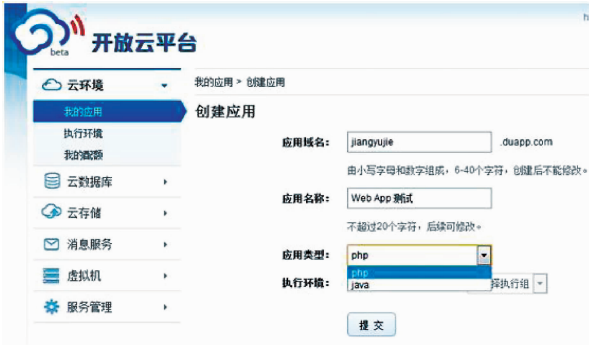 beta
开放云平台
云环境
我的应用
执行环境
我的配额
云数据库
云存储
消息服务
虚拟机
服务管理
我的应用 > 创建应用
创建应用
应用域名： jiangyujie .duapp.com
由小写字母和数字组成，6-40个字符，创建后不能修改。
应用名称： Web App 测试
不超过20个字符，后续可修改。
应用类型： php
php
java
执行环境： 择执行组
提 交